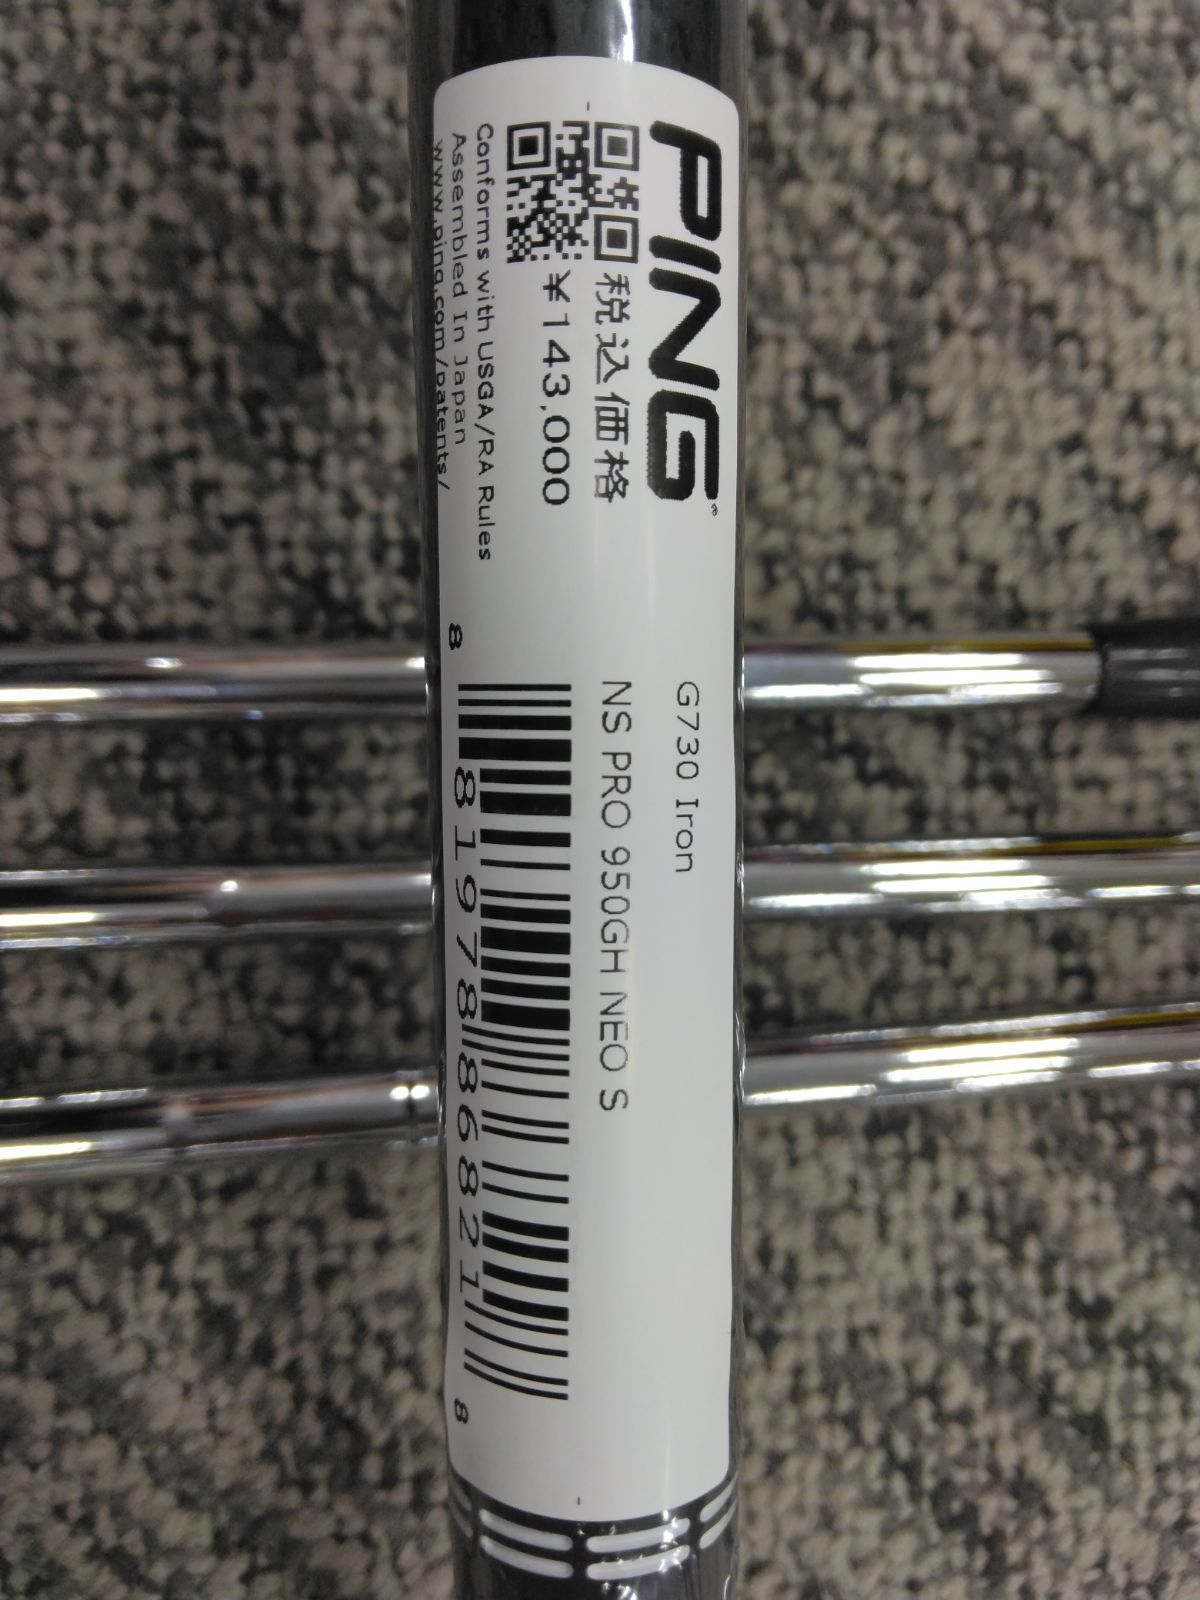 PING®
税込価格
¥143,000
Conforms with USGA/RA Rules
Assembled In Japan
www.ping.com/patents/
G730 Iron
NS PRO 950GH NEO S
8 81978 86821 8